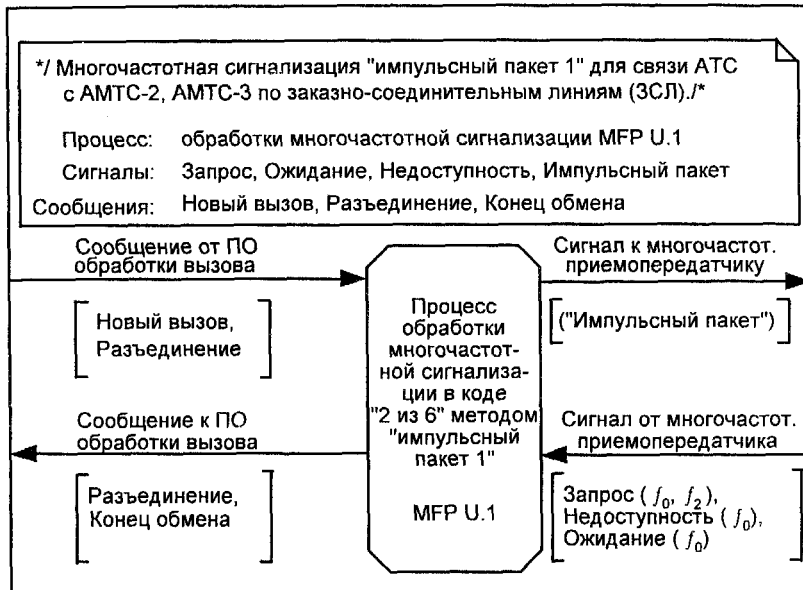 */ Многочастотная сигнализация "импульсный пакет 1" для связи АТС
с АМТС-2, АМТС-3 по заказно-соединительным линиям (ЗСЛ)./*
Процесс: обработки многочастотной сигнализации MFP U.1
Сигналы: Запрос, Ожидание, Недоступность, Импульсный пакет
Сообщения: Новый вызов, Разъединение, Конец обмена
Сообщение от ПО
обработки вызова
[Новый вызов,
Разъединение]
Процесс
обработки
многочастот-
ной сигнализа-
ции в коде
"2 из 6" методом
"импульсный
пакет 1"
MFP U.1
Сигнал к многочастот.
приемопередатчику
[("Импульсный пакет")]
Сообщение к ПО
обработки вызова
[Разъединение,
Конец обмена]
Сигнал от многочастот.
приемопередатчика
[Запрос (f₀, f₂),
Недоступность (f₀),
Ожидание (f₀)]